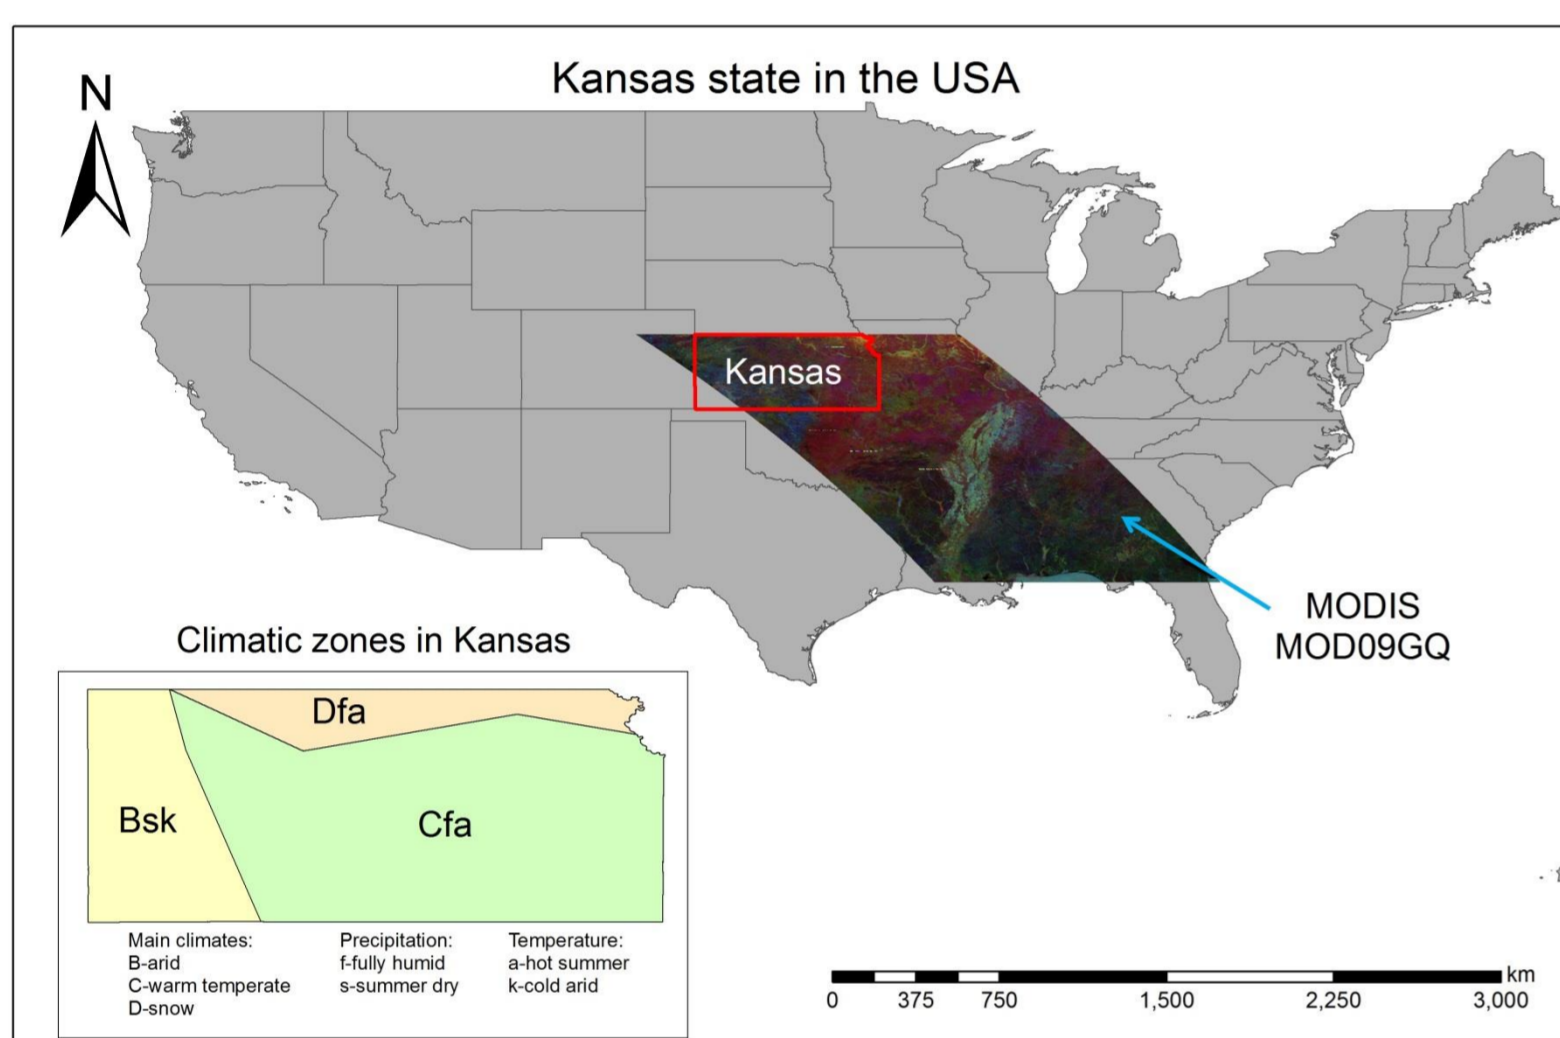 Kansas state in the USA
N
Kansas
MODIS
MOD09GQ
Climatic zones in Kansas
Dfa
Bsk
Cfa
Main climates:
B-arid
C-warm temperate
D-snow
Precipitation:
f-fully humid
s-summer dry
Temperature:
a-hot summer
k-cold arid
km
0 375 750 1,500 2,250 3,000